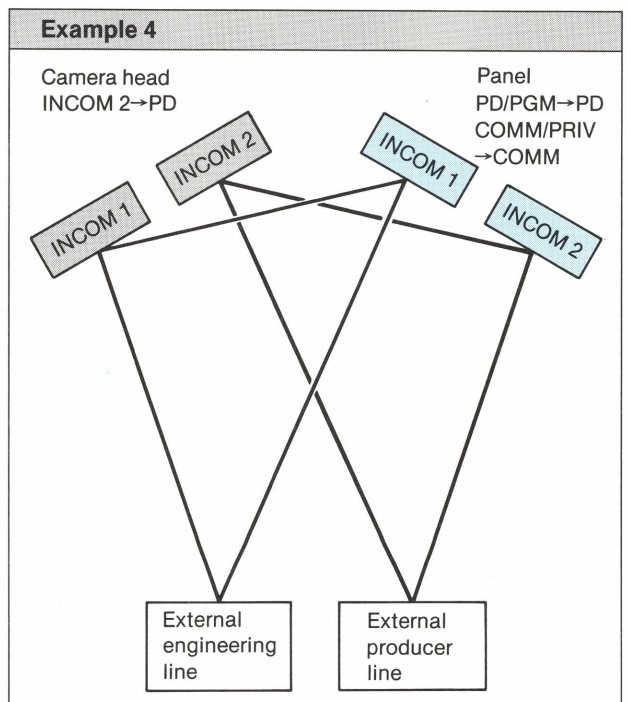 Example 4
Camera head
INCOM 2→PD
Panel
PD/PGM→PD
COMM/PRIV
→COMM
INCOM 1
INCOM 2
INCOM 1
INCOM 2
External
engineering
line
External
producer
line